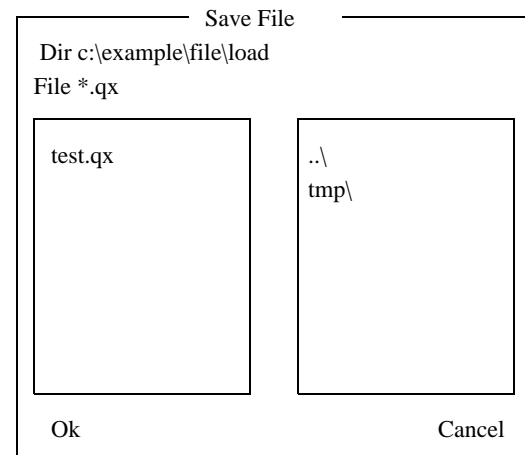 Save File
Dir c:\example\file\load
File *.qx
test.qx
..\
tmp\
Ok
Cancel